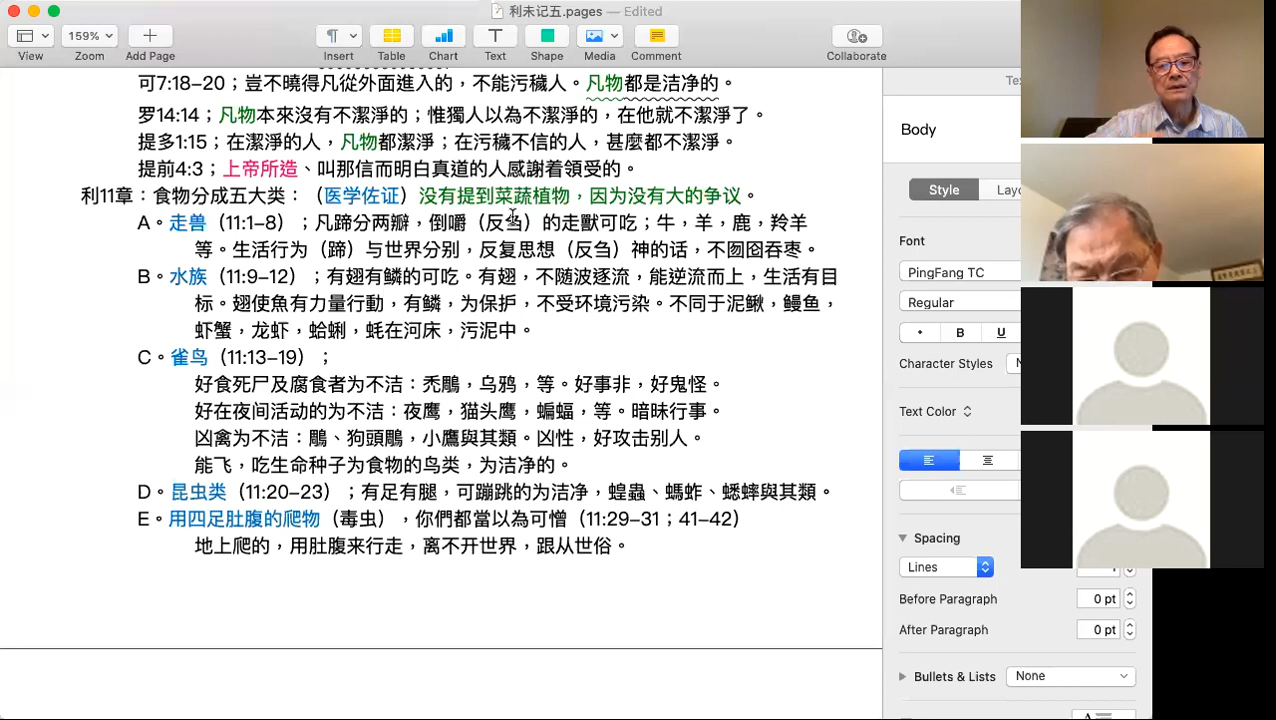 利未记五.pages — Edited
159%
View
Zoom
Add Page
Insert
Table
Chart
Text
Shape
Media
Comment
Collaborate
可7:18–20；豈不曉得凡從外面進入的，不能污穢人。凡物都是洁净的。
罗14:14；凡物本來沒有不潔淨的；惟獨人以為不潔淨的，在他就不潔淨了。
提多1:15；在潔淨的人，凡物都潔淨；在污穢不信的人，甚麼都不潔淨。
提前4:3；上帝所造、叫那信而明白真道的人感謝着領受的。
利11章：食物分成五大类：（医学佐证）没有提到菜蔬植物，因为没有大的争议。
A。走兽（11:1–8）；凡蹄分两瓣，倒嚼（反刍）的走獸可吃；牛，羊，鹿，羚羊
等。生活行为（蹄）与世界分别，反复思想（反刍）神的话，不囫囵吞枣。
B。水族（11:9–12）；有翅有鳞的可吃。有翅，不随波逐流，能逆流而上，生活有目
标。翅使魚有力量行動，有鳞，为保护，不受环境污染。不同于泥鳅，鳗鱼，
虾蟹，龙虾，蛤蜊，蚝在河床，污泥中。
C。雀鸟（11:13–19）；
好食死尸及腐食者为不洁：禿鵰，乌鸦，等。好事非，好鬼怪。
好在夜间活动的为不洁：夜鹰，猫头鹰，蝙蝠，等。暗昧行事。
凶禽为不洁：鵰、狗頭鵰，小鷹與其類。凶性，好攻击别人。
能飞，吃生命种子为食物的鸟类，为洁净的。
D。昆虫类（11:20–23）；有足有腿，可蹦跳的为洁净，蝗蟲、螞蚱、蟋蟀與其類。
E。用四足肚腹的爬物（毒虫），你們都當以為可憎（11:29–31；41–42）
地上爬的，用肚腹来行走，离不开世界，跟从世俗。
Body
Style
Font
PingFang TC
Regular
B
U
Character Styles
Text Color
Spacing
Lines
Before Paragraph
0 pt
After Paragraph
0 pt
Bullets & Lists
None